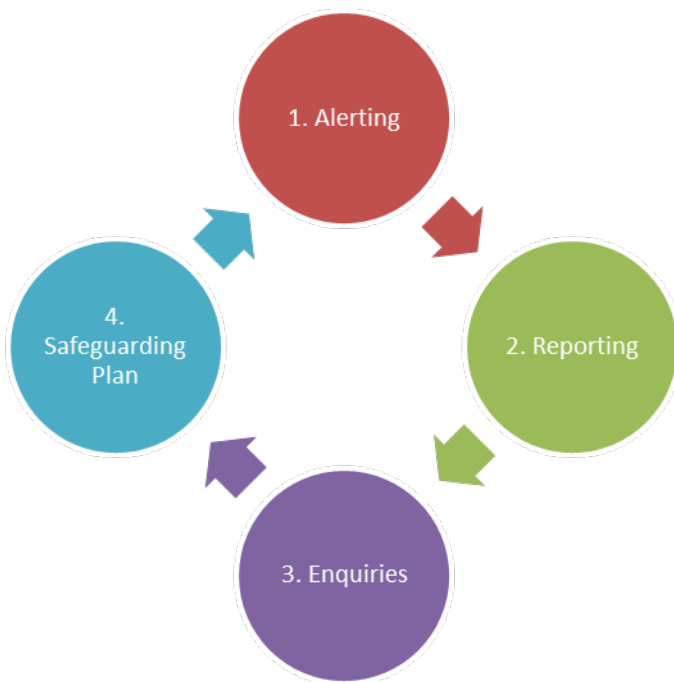 1. Alerting
2. Reporting
3. Enquiries
4.
Safeguarding
Plan